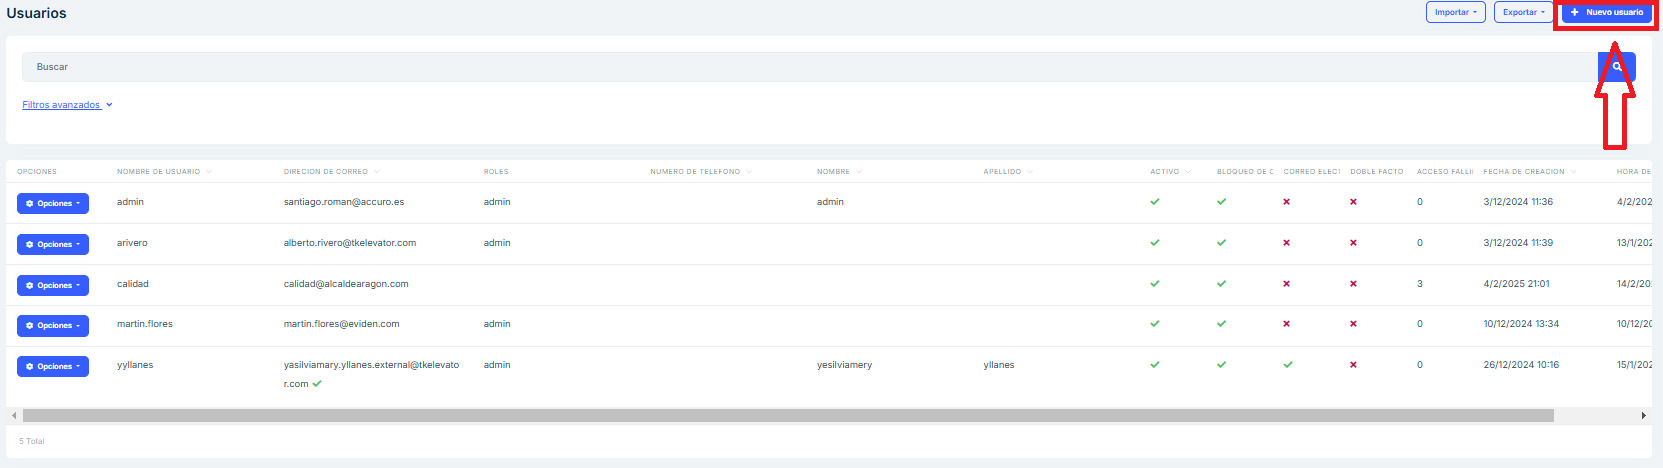 Usuarios
Importar
Exportar
Nuevo usuario
Buscar
Filtros avanzados
OPCIONES NOMBRE DE USUARIO DIRECION DE CORREO ROLES NUMERO DE TELEFONO NOMBRE APELLIDO ACTIVO BLOQUEO DE C CORREO ELECT DOBLE FACTO ACCESO FALLI FECHA DE CREACION HORA DE
Opciones admin santiago.roman@accuro.es admin admin 0 3/12/2024 11:36 4/2/202
Opciones arivero alberto.rivero@tkelevator.com admin 0 3/12/2024 11:39 13/1/202
Opciones calidad calidad@alcaldearagon.com 3 4/2/2025 21:01 14/2/20
Opciones martin.flores martin.flores@eviden.com admin 0 10/12/2024 13:34 10/12/20
Opciones yyllanes yasilviamary.yllanes.external@tkelevato admin yesilviamery yllanes 0 26/12/2024 10:16 15/1/202
r.com
5 Total